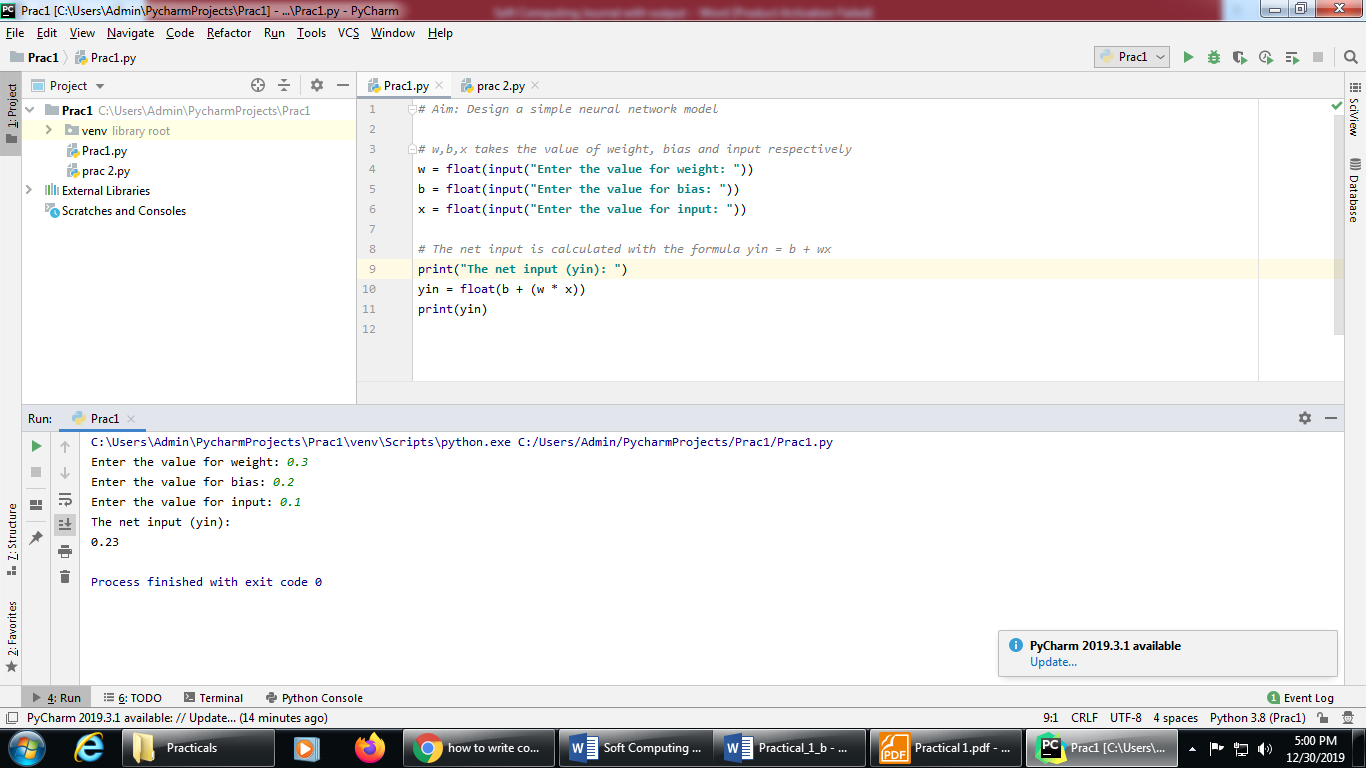 Prac1 [C:\Users\Admin\PycharmProjects\Prac1] - ...\Prac1.py - PyCharm
File Edit View Navigate Code Refactor Run Tools VCS Window Help
Prac1 Prac1.py
Prac1
1: Project
Project
Prac1.py
prac 2.py
Prac1 C:\Users\Admin\PycharmProjects\Prac1
venv library root
Prac1.py
prac 2.py
External Libraries
Scratches and Consoles
1 # Aim: Design a simple neural network model
2
3 # w,b,x takes the value of weight, bias and input respectively
4 w = float(input("Enter the value for weight: "))
5 b = float(input("Enter the value for bias: "))
6 x = float(input("Enter the value for input: "))
7
8 # The net input is calculated with the formula yin = b + wx
9 print("The net input (yin): ")
10 yin = float(b + (w * x))
11 print(yin)
12
SciView
Database
Run: Prac1
C:\Users\Admin\PycharmProjects\Prac1\venv\Scripts\python.exe C:/Users/Admin/PycharmProjects/Prac1/Prac1.py
Enter the value for weight: 0.3
Enter the value for bias: 0.2
Enter the value for input: 0.1
The net input (yin):
0.23
Process finished with exit code 0
7: Structure
2: Favorites
PyCharm 2019.3.1 available
Update...
4: Run 6: TODO Terminal Python Console 1 Event Log
PyCharm 2019.3.1 available: // Update... (14 minutes ago) 9:1 CRLF UTF-8 4 spaces Python 3.8 (Prac1)
Practicals
how to write co...
Soft Computing ...
Practical_1_b - ...
Practical 1.pdf - ...
Prac1 [C:\Users\...
5:00 PM
12/30/2019